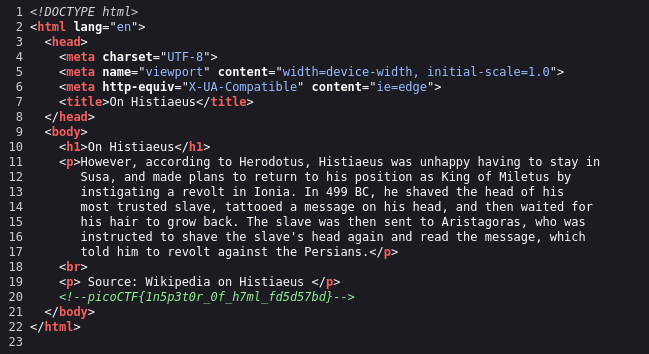 1 <!DOCTYPE html>
2 <html lang="en">
3   <head>
4     <meta charset="UTF-8">
5     <meta name="viewport" content="width=device-width, initial-scale=1.0">
6     <meta http-equiv="X-UA-Compatible" content="ie=edge">
7     <title>On Histiaeus</title>
8   </head>
9   <body>
10     <h1>On Histiaeus</h1>
11     <p>However, according to Herodotus, Histiaeus was unhappy having to stay in
12        Susa, and made plans to return to his position as King of Miletus by
13        instigating a revolt in Ionia. In 499 BC, he shaved the head of his
14        most trusted slave, tattooed a message on his head, and then waited for
15        his hair to grow back. The slave was then sent to Aristagoras, who was
16        instructed to shave the slave's head again and read the message, which
17        told him to revolt against the Persians.</p>
18     <br>
19     <p> Source: Wikipedia on Histiaeus </p>
20     <!--picoCTF{1n5p3t0r_0f_h7ml_fd5d57bd}-->
21   </body>
22 </html>
23